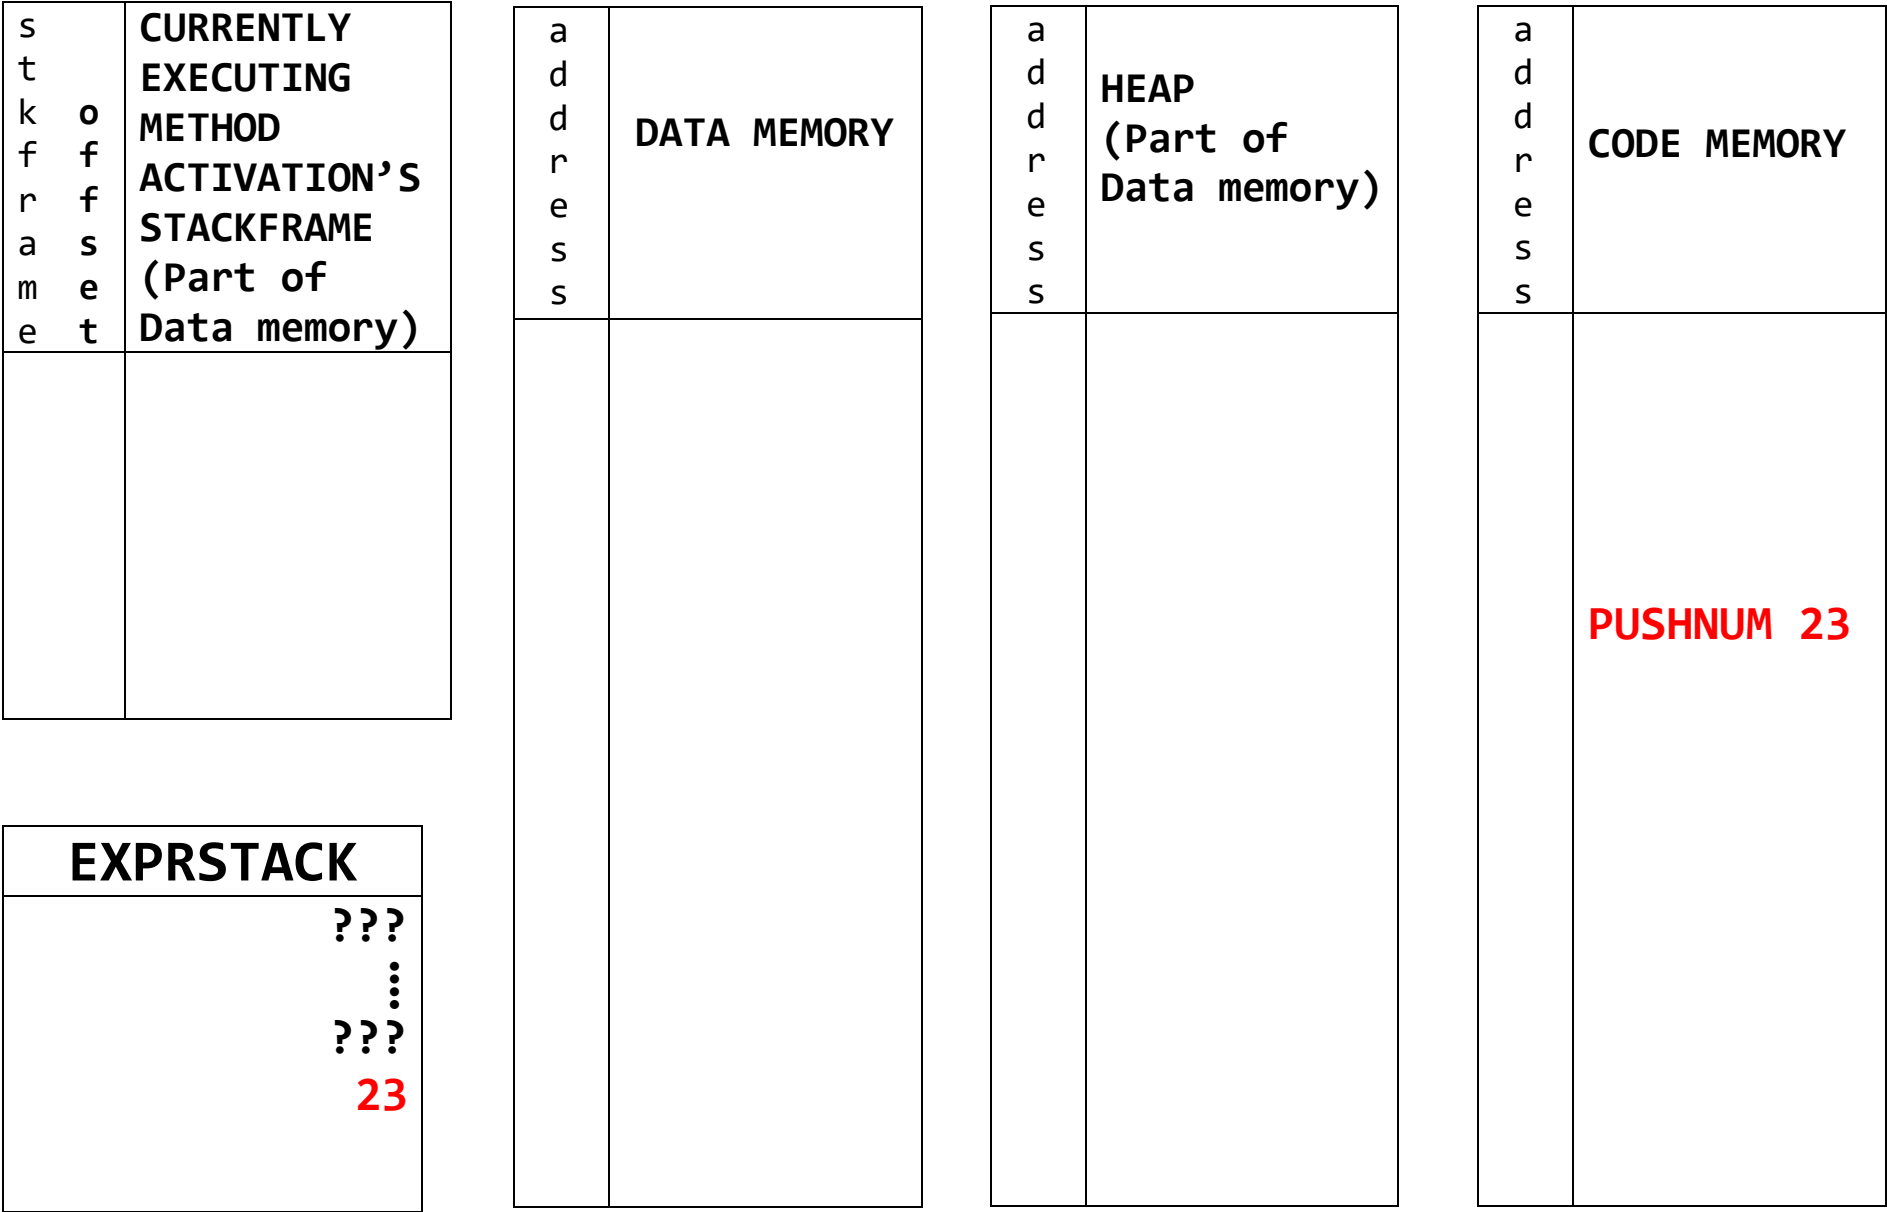 stkframe
offset
CURRENTLY
EXECUTING
METHOD
ACTIVATION’S
STACKFRAME
(Part of
Data memory)
address
DATA MEMORY
address
HEAP
(Part of
Data memory)
address
CODE MEMORY
PUSHNUM 23
EXPRSTACK
???
⋮
???
23